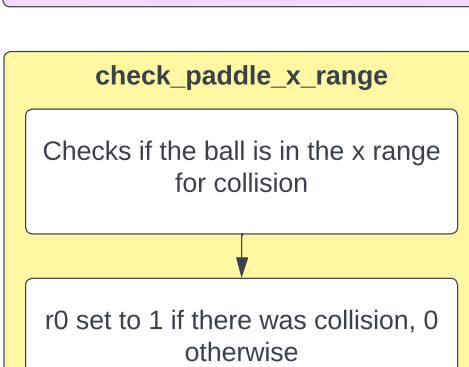 check_paddle_x_range
Checks if the ball is in the x range
for collision
r0 set to 1 if there was collision, 0
otherwise